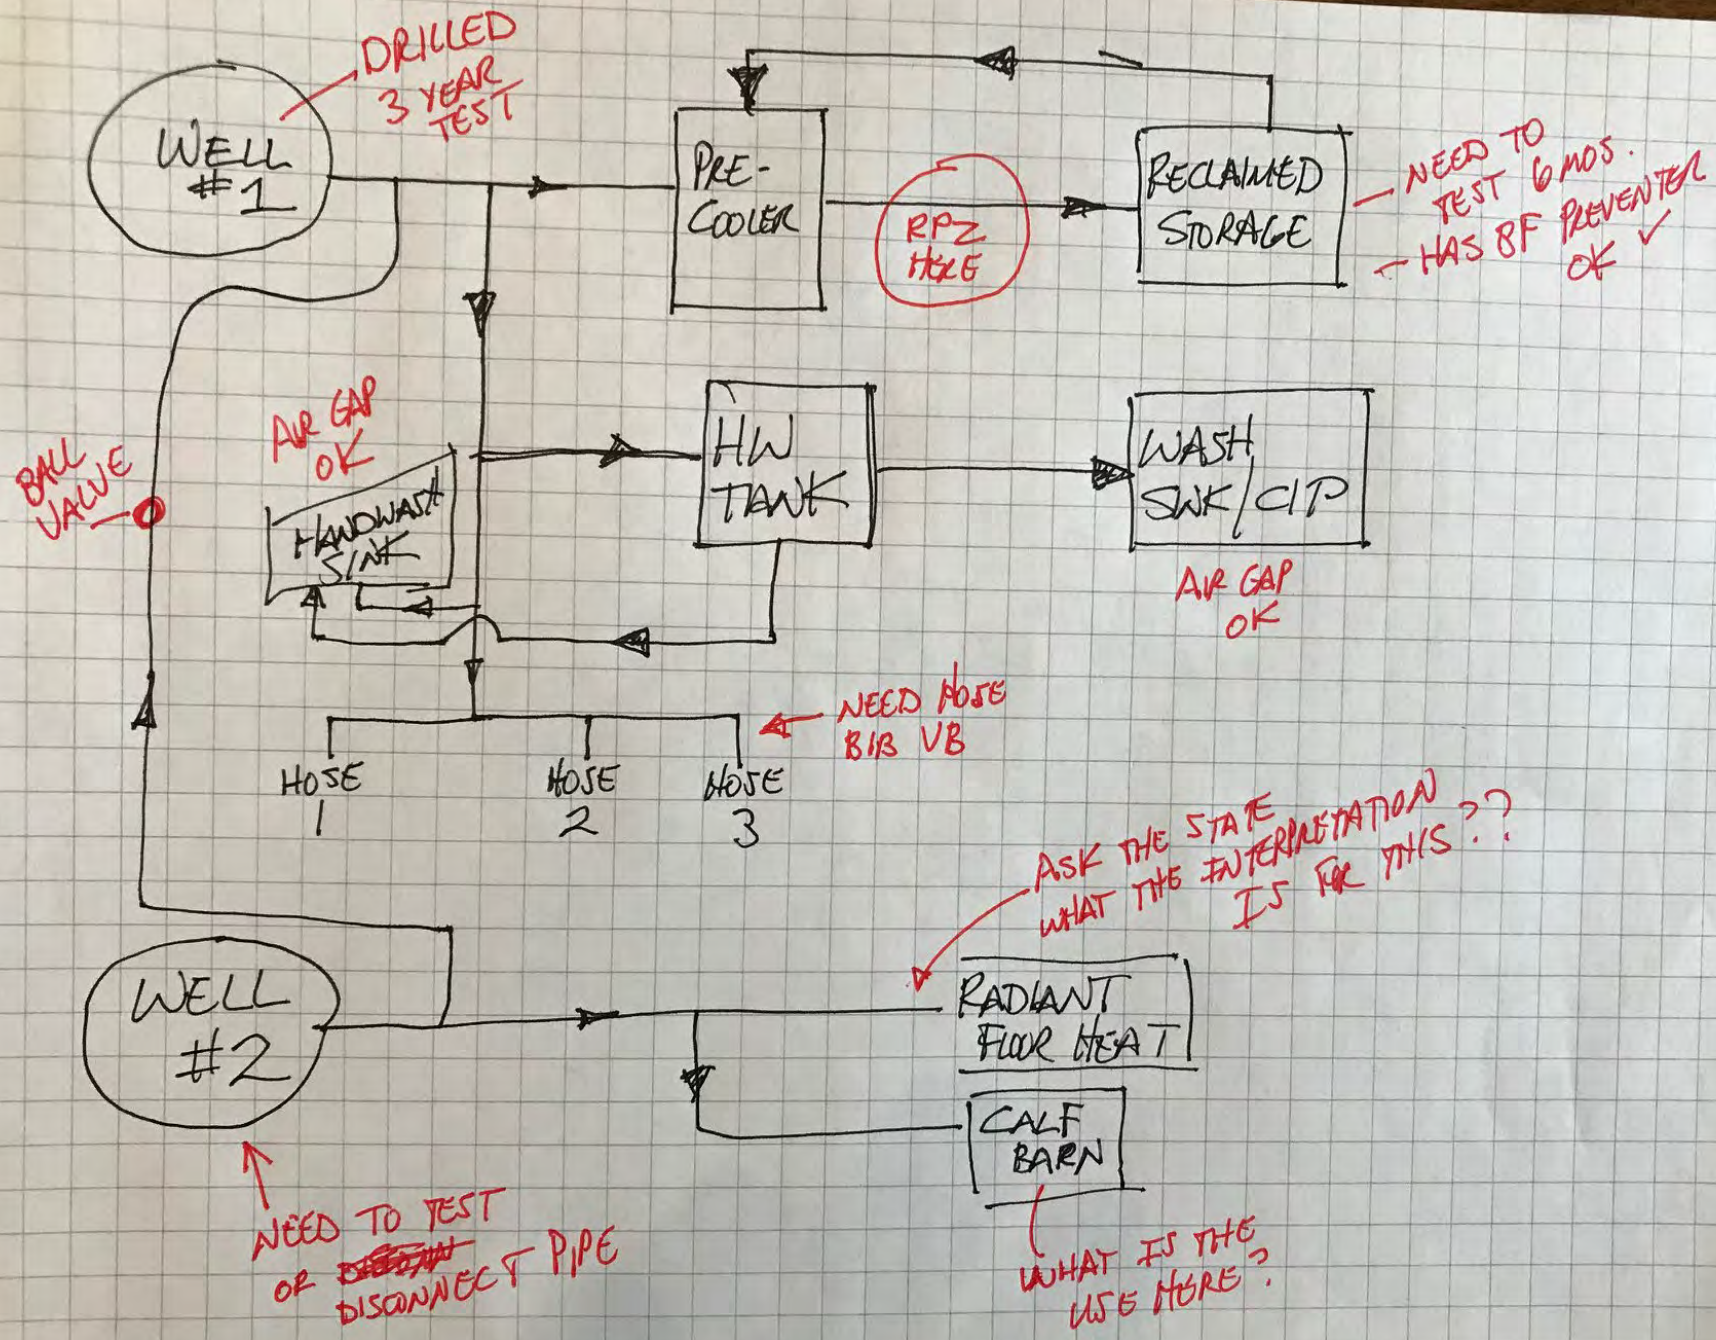 DRILLED
3 YEAR
TEST
WELL
#1
PRE-
COOLER
RPZ
HERE
RECLAIMED
STORAGE
- NEED TO
TEST 6 MOS.
- HAS BF PREVENTER
OK ✓
AIR GAP
OK
BALL
VALVE
HANDWASH
SINK
HW
TANK
WASH
SINK/CIP
AIR GAP
OK
NEED HOSE
BIB VB
HOSE
1
HOSE
2
HOSE
3
ASK THE STATE
WHAT THE INTERPRETATION
IS FOR THIS??
WELL
#2
RADIANT
FLOOR HEAT
CALF
BARN
NEED TO TEST
OR
DISCONNECT PIPE
WHAT IS THE
USE HERE?